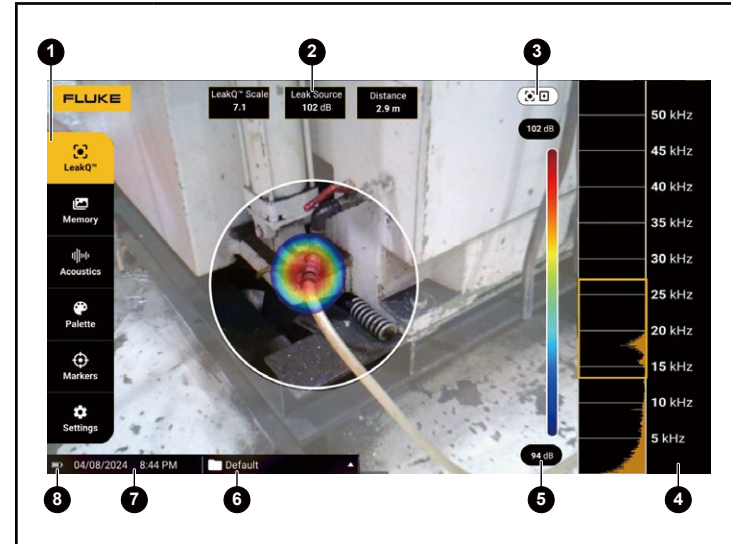 1
2
3
FLUKE
LeakQ™ Scale
7.1
Leak Source
102 dB
Distance
2.9 m
102 dB
50 kHz
45 kHz
40 kHz
35 kHz
30 kHz
25 kHz
20 kHz
15 kHz
10 kHz
5 kHz
LeakQ™
Memory
Acoustics
Palette
Markers
Settings
94 dB
04/08/2024 8:44 PM
Default
8
7
6
5
4